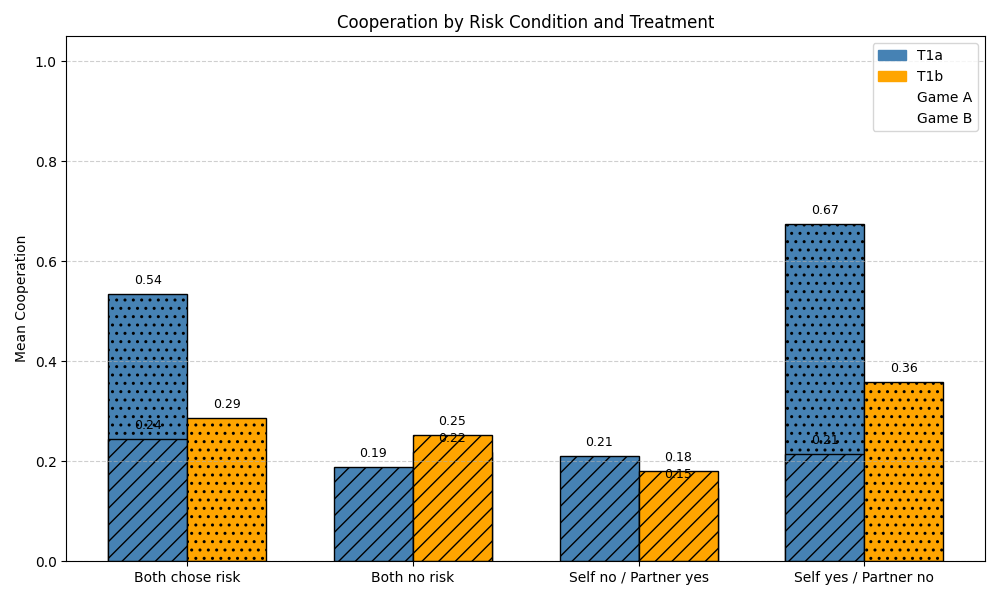 Cooperation by Risk Condition and Treatment
Mean Cooperation
1.0
0.8
0.6
0.4
0.2
0.0
T1a
T1b
Game A
Game B
0.54
0.24
0.29
0.19
0.25
0.22
0.21
0.18
0.15
0.67
0.21
0.36
Both chose risk
Both no risk
Self no / Partner yes
Self yes / Partner no